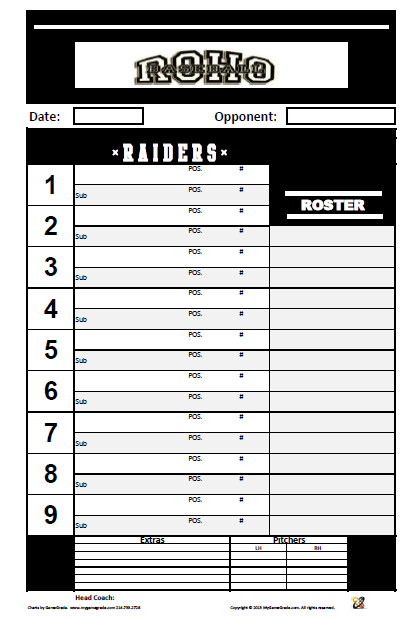 ROHO
BASEBALL
Date: Opponent:
RAIDERS
POS. #
1
Sub POS. #
ROSTER
POS. #
2
Sub POS. #
POS. #
3
Sub POS. #
POS. #
4
Sub POS. #
POS. #
5
Sub POS. #
POS. #
6
Sub POS. #
POS. #
7
Sub POS. #
POS. #
8
Sub POS. #
POS. #
9
Sub POS. #
Extras Pitchers
LH RH
Head Coach:
Charts by GameGrade. www.mygamegrade.com Copyright © 2013 MyGameGrade.com. All rights reserved.